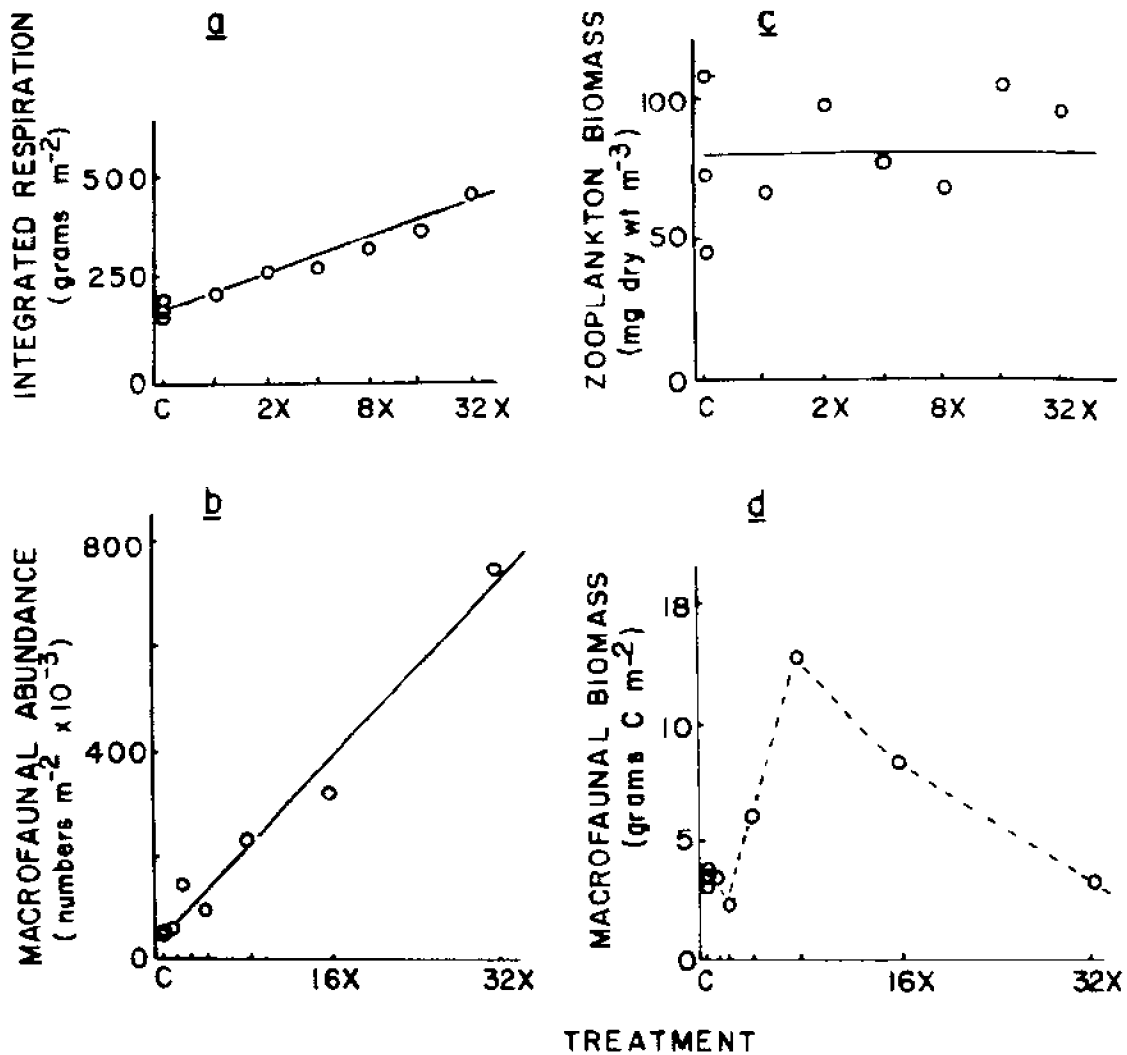 a
INTEGRATED RESPIRATION
(grams m-2)
500
250
0
C 2X 8X 32X
c
ZOOPLANKTON BIOMASS
(mg dry wt m-3)
100
50
0
C 2X 8X 32X
b
MACROFAUNAL ABUNDANCE
(numbers m-2 x10-3)
800
400
0
C 16X 32X
d
MACROFAUNAL BIOMASS
(grams C m-2)
18
10
5
0
C 16X 32X
TREATMENT